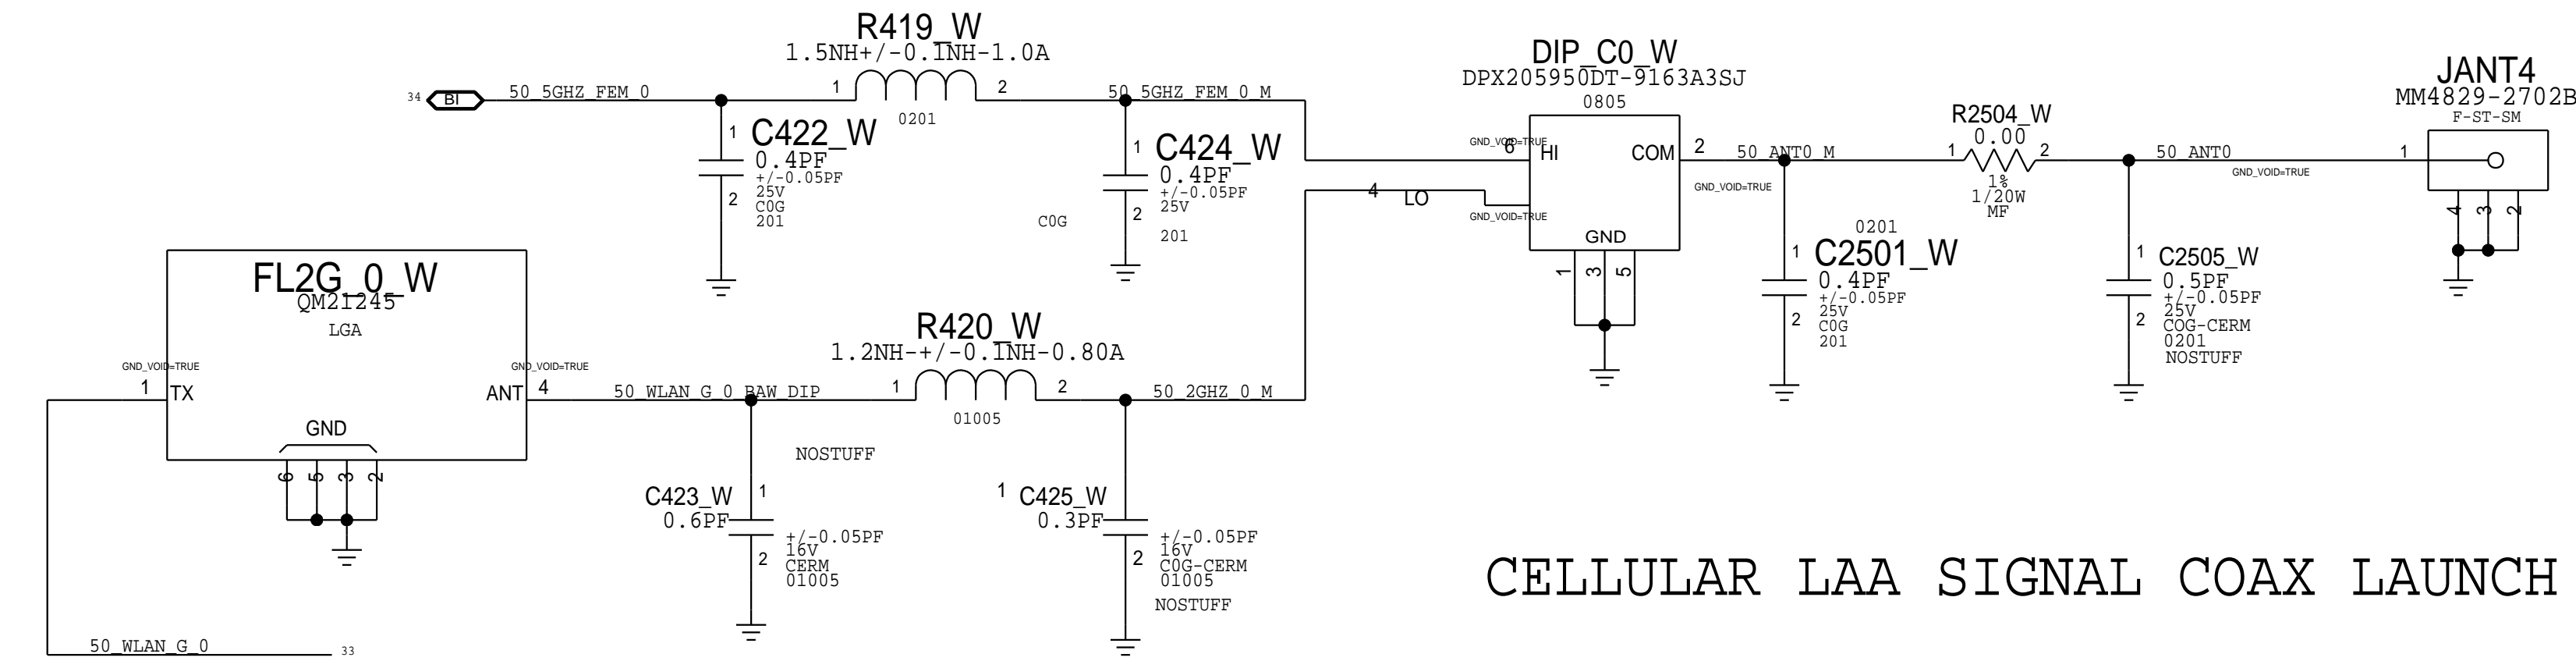 R419_W
1.5NH+/-0.1NH-1.0A
34 BI 50_5GHZ_FEM_0 1 2 50_5GHZ_FEM_0_M
0201
1 C422_W
0.4PF
+/-0.05PF
25V
2 C0G
201
1 C424_W
0.4PF
+/-0.05PF
25V
2
C0G
201
DIP_C0_W
DPX205950DT-9163A3SJ
0805
GND_VOID=TRUE
6 HI COM 2
4 LO
GND_VOID=TRUE
GND
1 3 5
50_ANT0_M
GND_VOID=TRUE
R2504_W
0.00
1 2
1%
1/20W
MF
50_ANT0
GND_VOID=TRUE
JANT4
MM4829-2702B
F-ST-SM
1
4 3 2
0201
1 C2501_W
0.4PF
+/-0.05PF
25V
2 C0G
201
1 C2505_W
0.5PF
+/-0.05PF
25V
2 COG-CERM
0201
NOSTUFF
FL2G_0_W
QM21245
LGA
GND_VOID=TRUE
1 TX
GND_VOID=TRUE
ANT 4
GND
6 5 3 2
R420_W
1.2NH-+/-0.1NH-0.80A
50_WLAN_G_0_BAW_DIP 1 2 50_2GHZ_0_M
01005
NOSTUFF
C423_W 1
0.6PF
+/-0.05PF
16V
2 CERM
01005
1 C425_W
0.3PF
+/-0.05PF
16V
2 C0G-CERM
01005
NOSTUFF
CELLULAR LAA SIGNAL COAX LAUNCH
50_WLAN_G_0 33